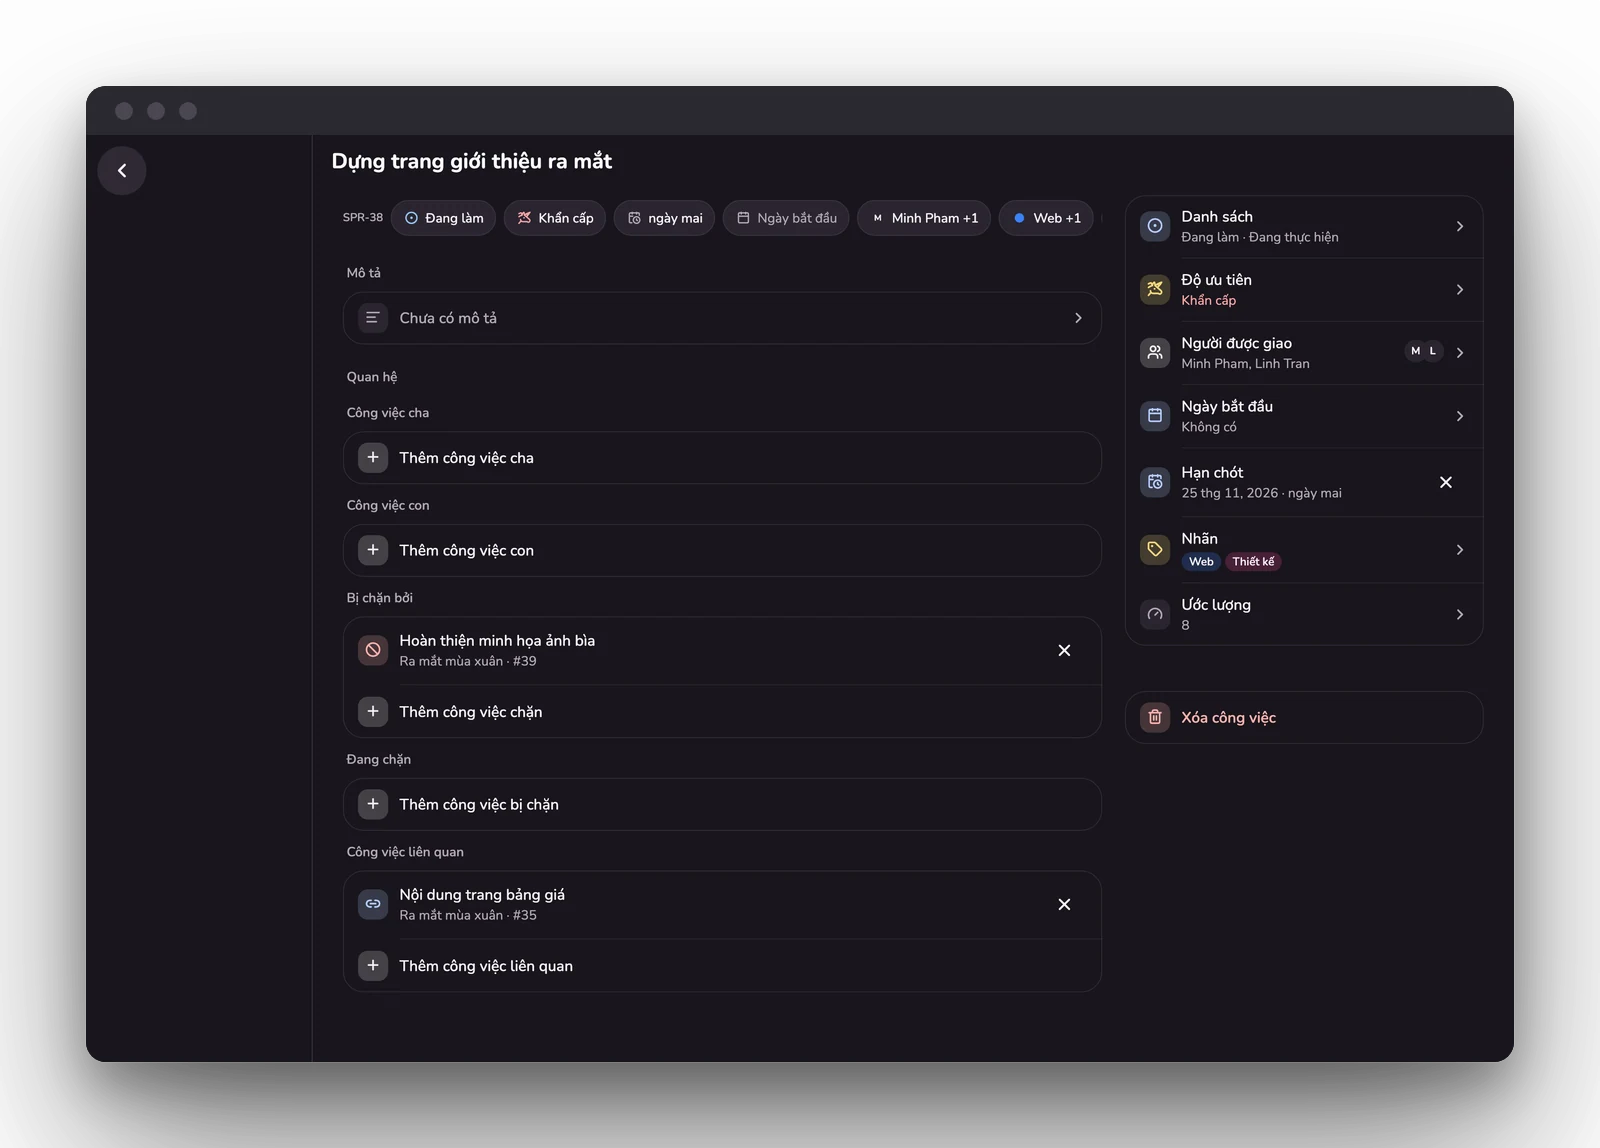 Dựng trang giới thiệu ra mắt
SPR-38
Đang làm
Khẩn cấp
ngày mai
Ngày bắt đầu
M
Minh Pham +1
Web +1
Mô tả
Chưa có mô tả
Quan hệ
Công việc cha
Thêm công việc cha
Công việc con
Thêm công việc con
Bị chặn bởi
Hoàn thiện minh họa ảnh bìa
Ra mắt mùa xuân · #39
Thêm công việc chặn
Đang chặn
Thêm công việc bị chặn
Công việc liên quan
Nội dung trang bảng giá
Ra mắt mùa xuân · #35
Thêm công việc liên quan
Danh sách
Đang làm · Đang thực hiện
Độ ưu tiên
Khẩn cấp
Người được giao
Minh Pham, Linh Tran
M L
Ngày bắt đầu
Không có
Hạn chót
25 thg 11, 2026 · ngày mai
Nhãn
Web Thiết kế
Ước lượng
8
Xóa công việc